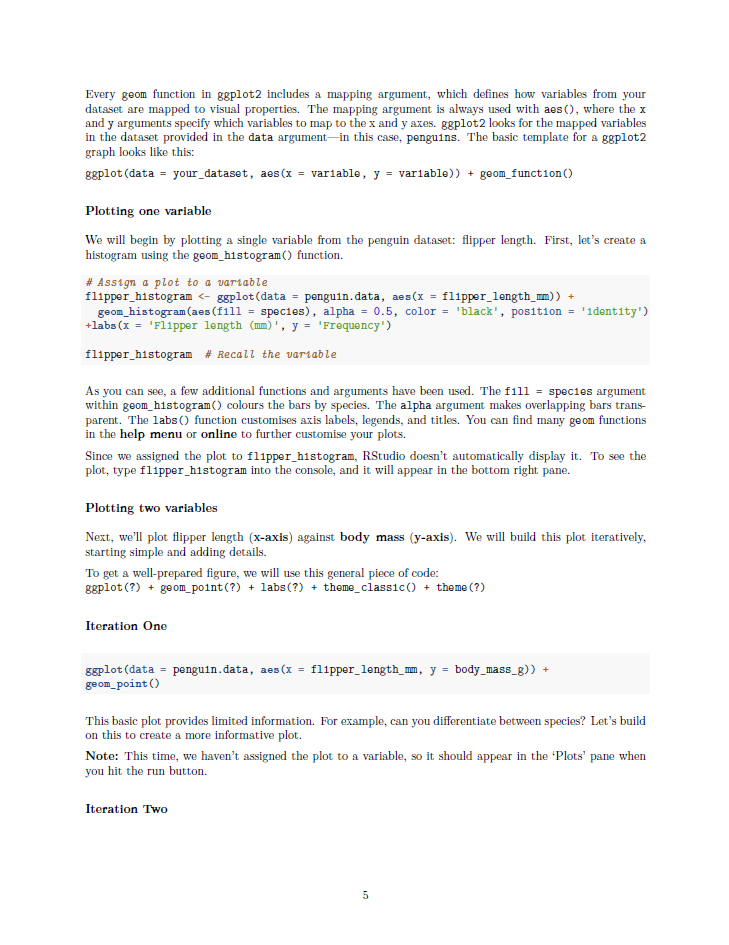 Every geom function in ggplot2 includes a mapping argument, which defines how variables from your
dataset are mapped to visual properties. The mapping argument is always used with aes(), where the x
and y arguments specify which variables to map to the x and y axes. ggplot2 looks for the mapped variables
in the dataset provided in the data argument—in this case, penguins. The basic template for a ggplot2
graph looks like this:
ggplot(data = your_dataset, aes(x = variable, y = variable)) + geom_function()
Plotting one variable
We will begin by plotting a single variable from the penguin dataset: flipper length. First, let's create a
histogram using the geom_histogram() function.
# Assign a plot to a variable
flipper_histogram <- ggplot(data = penguin.data, aes(x = flipper_length_mm)) +
  geom_histogram(aes(fill = species), alpha = 0.5, color = 'black', position = 'identity')
+labs(x = 'Flipper length (mm)', y = 'Frequency')
flipper_histogram  # Recall the variable
As you can see, a few additional functions and arguments have been used. The fill = species argument
within geom_histogram() colours the bars by species. The alpha argument makes overlapping bars trans-
parent. The labs() function customises axis labels, legends, and titles. You can find many geom functions
in the help menu or online to further customise your plots.
Since we assigned the plot to flipper_histogram, RStudio doesn't automatically display it. To see the
plot, type flipper_histogram into the console, and it will appear in the bottom right pane.
Plotting two variables
Next, we'll plot flipper length (x-axis) against body mass (y-axis). We will build this plot iteratively,
starting simple and adding details.
To get a well-prepared figure, we will use this general piece of code:
ggplot(?) + geom_point(?) + labs(?) + theme_classic() + theme(?)
Iteration One
ggplot(data = penguin.data, aes(x = flipper_length_mm, y = body_mass_g)) +
geom_point()
This basic plot provides limited information. For example, can you differentiate between species? Let's build
on this to create a more informative plot.
Note: This time, we haven't assigned the plot to a variable, so it should appear in the 'Plots' pane when
you hit the run button.
Iteration Two
5